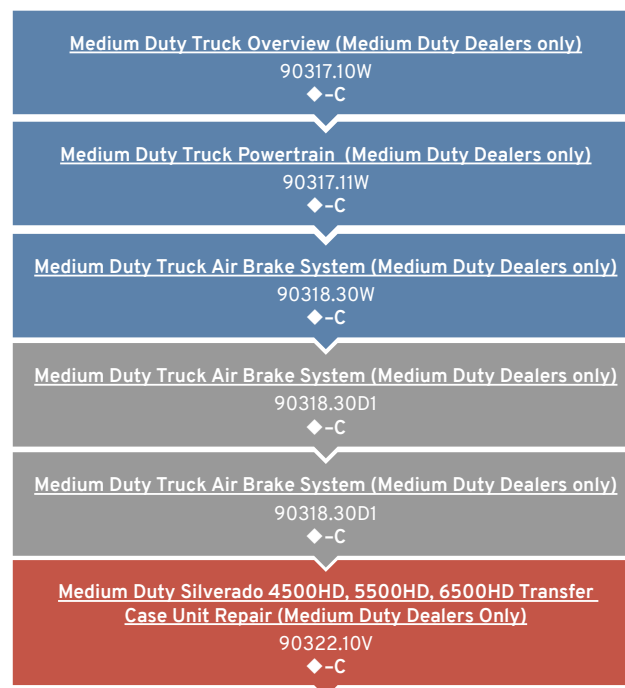 Medium Duty Truck Overview (Medium Duty Dealers only)
90317.10W
◆–C
Medium Duty Truck Powertrain (Medium Duty Dealers only)
90317.11W
◆–C
Medium Duty Truck Air Brake System (Medium Duty Dealers only)
90318.30W
◆–C
Medium Duty Truck Air Brake System (Medium Duty Dealers only)
90318.30D1
◆–C
Medium Duty Truck Air Brake System (Medium Duty Dealers only)
90318.30D1
◆–C
Medium Duty Silverado 4500HD, 5500HD, 6500HD Transfer
Case Unit Repair (Medium Duty Dealers Only)
90322.10V
◆–C